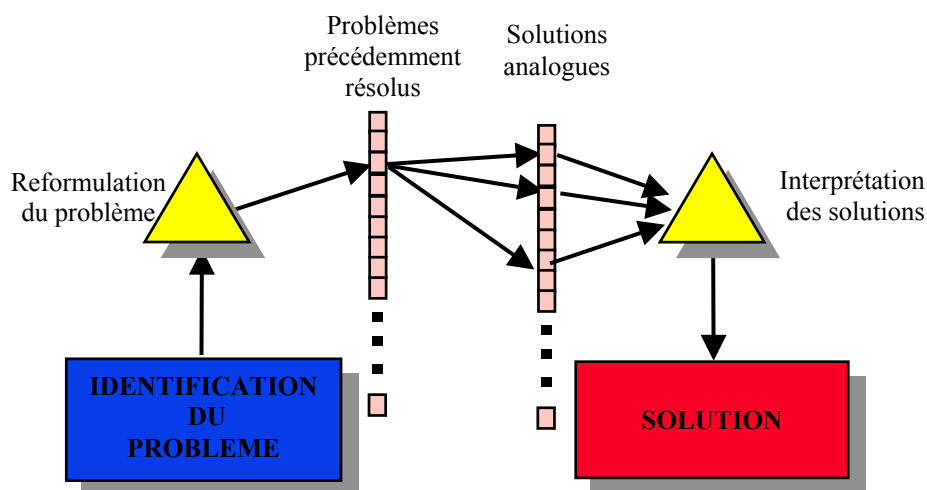 Problèmes
précédemment
résolus
Solutions
analogues
Reformulation
du problème
Interprétation
des solutions
IDENTIFICATION
DU
PROBLEME
SOLUTION